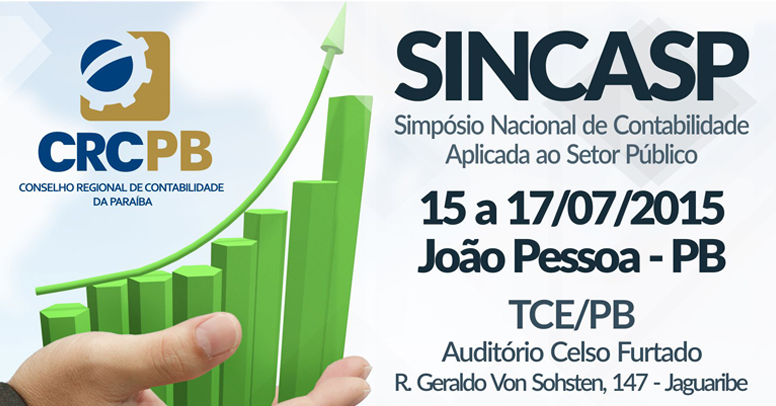 CRCPB
CONSELHO REGIONAL DE CONTABILIDADE
DA PARAÍBA
SINCASP
Simpósio Nacional de Contabilidade
Aplicada ao Setor Público
15 a 17/07/2015
João Pessoa - PB
TCE/PB
Auditório Celso Furtado
R. Geraldo Von Sohsten, 147 - Jaguaribe